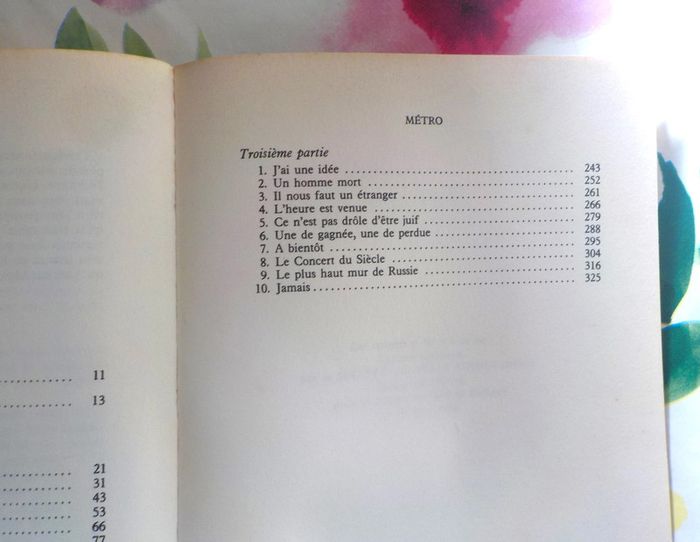 11
13
21
31
43
53
66
77
MÉTRO
Troisième partie
1. J'ai une idée ........................................ 243
2. Un homme mort ................................... 252
3. Il nous faut un étranger ............................. 261
4. L'heure est venue ................................... 266
5. Ce n'est pas drôle d'être juif .......................... 279
6. Une de gagnée, une de perdue ........................ 288
7. A bientôt .......................................... 295
8. Le Concert du Siècle ................................. 304
9. Le plus haut mur de Russie .......................... 316
10. Jamais ............................................. 325